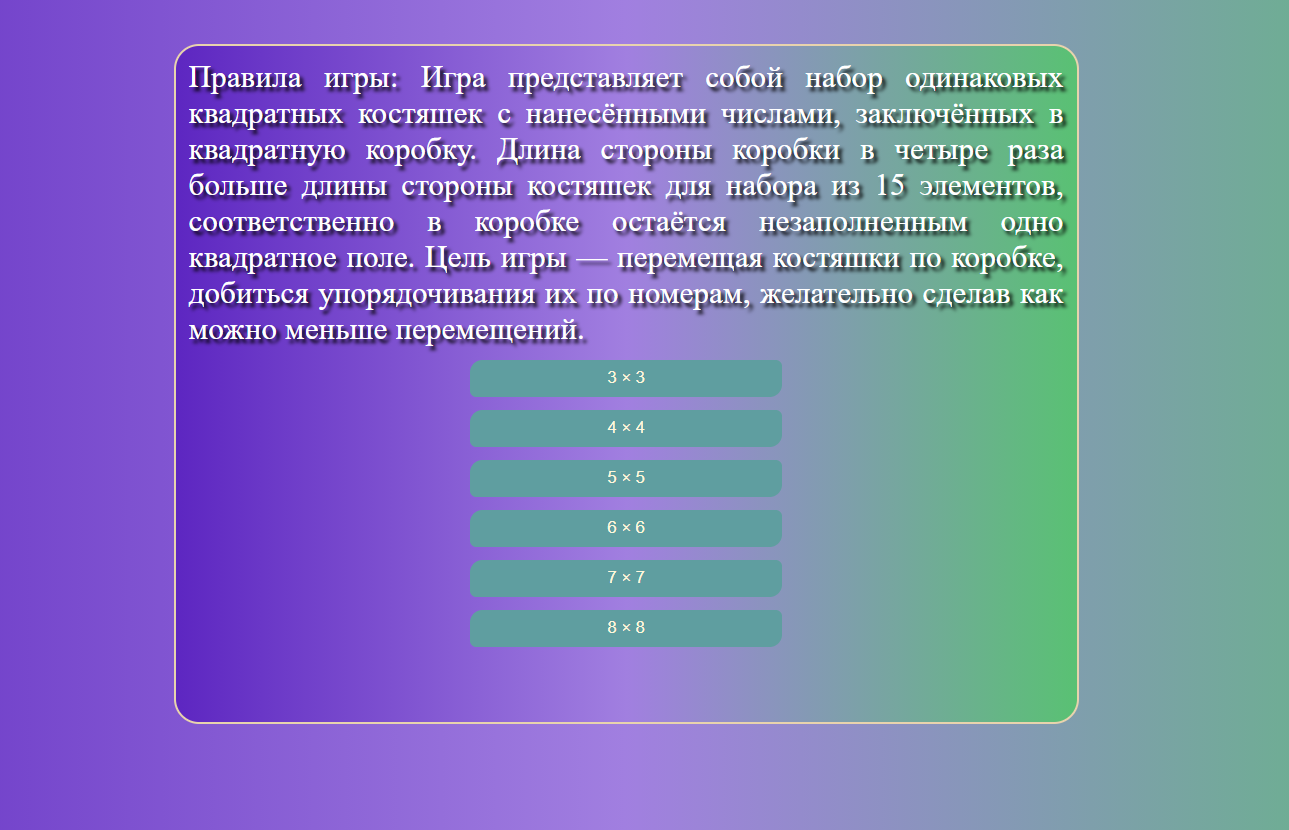 Правила игры: Игра представляет собой набор одинаковых
квадратных костяшек с нанесёнными числами, заключённых в
квадратную коробку. Длина стороны коробки в четыре раза
больше длины стороны костяшек для набора из 15 элементов,
соответственно в коробке остаётся незаполненным одно
квадратное поле. Цель игры — перемещая костяшки по коробке,
добиться упорядочивания их по номерам, желательно сделав как
можно меньше перемещений.
3 × 3
4 × 4
5 × 5
6 × 6
7 × 7
8 × 8